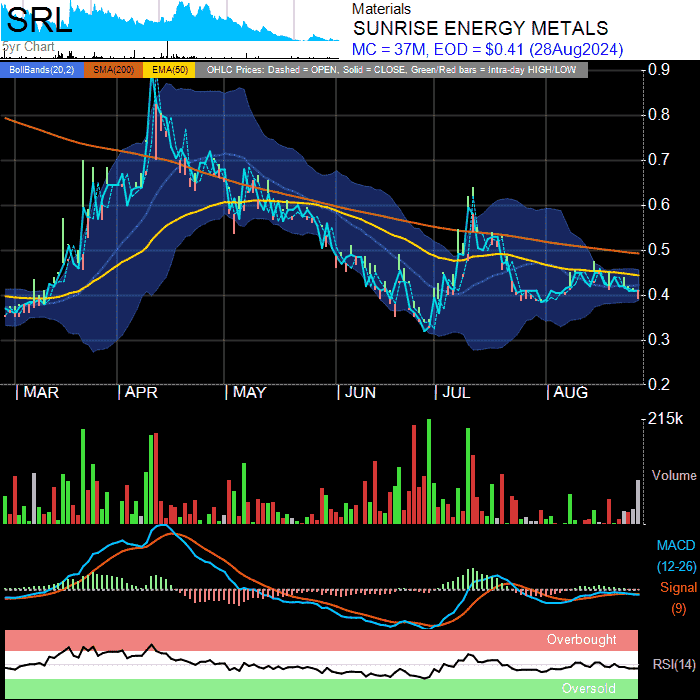 SRL
5yr Chart
Materials
SUNRISE ENERGY METALS
MC = 37M, EOD = $0.41 (28Aug2024)
BollBands(20,2) SMA(200) EMA(50) OHLC Prices: Dashed = OPEN, Solid = CLOSE, Green/Red bars = Intra-day HIGH/LOW
0.9
0.8
0.7
0.6
0.5
0.4
0.3
0.2
| MAR | APR | MAY | JUN | JUL | AUG
215k
Volume
MACD
(12-26)
Signal
(9)
Overbought
RSI(14)
Oversold